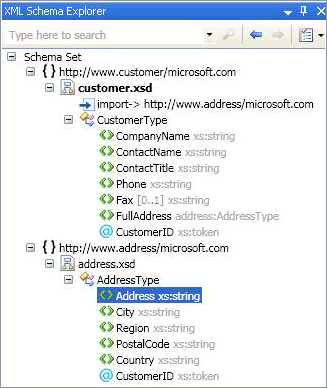 XML Schema Explorer
Type here to search
Schema Set
{ } http://www.customer/microsoft.com
customer.xsd
import-> http://www.address/microsoft.com
CustomerType
CompanyName xs:string
ContactName xs:string
ContactTitle xs:string
Phone xs:string
Fax [0..1] xs:string
FullAddress address:AddressType
CustomerID xs:token
{ } http://www.address/microsoft.com
address.xsd
AddressType
Address xs:string
City xs:string
Region xs:string
PostalCode xs:string
Country xs:string
CustomerID xs:token